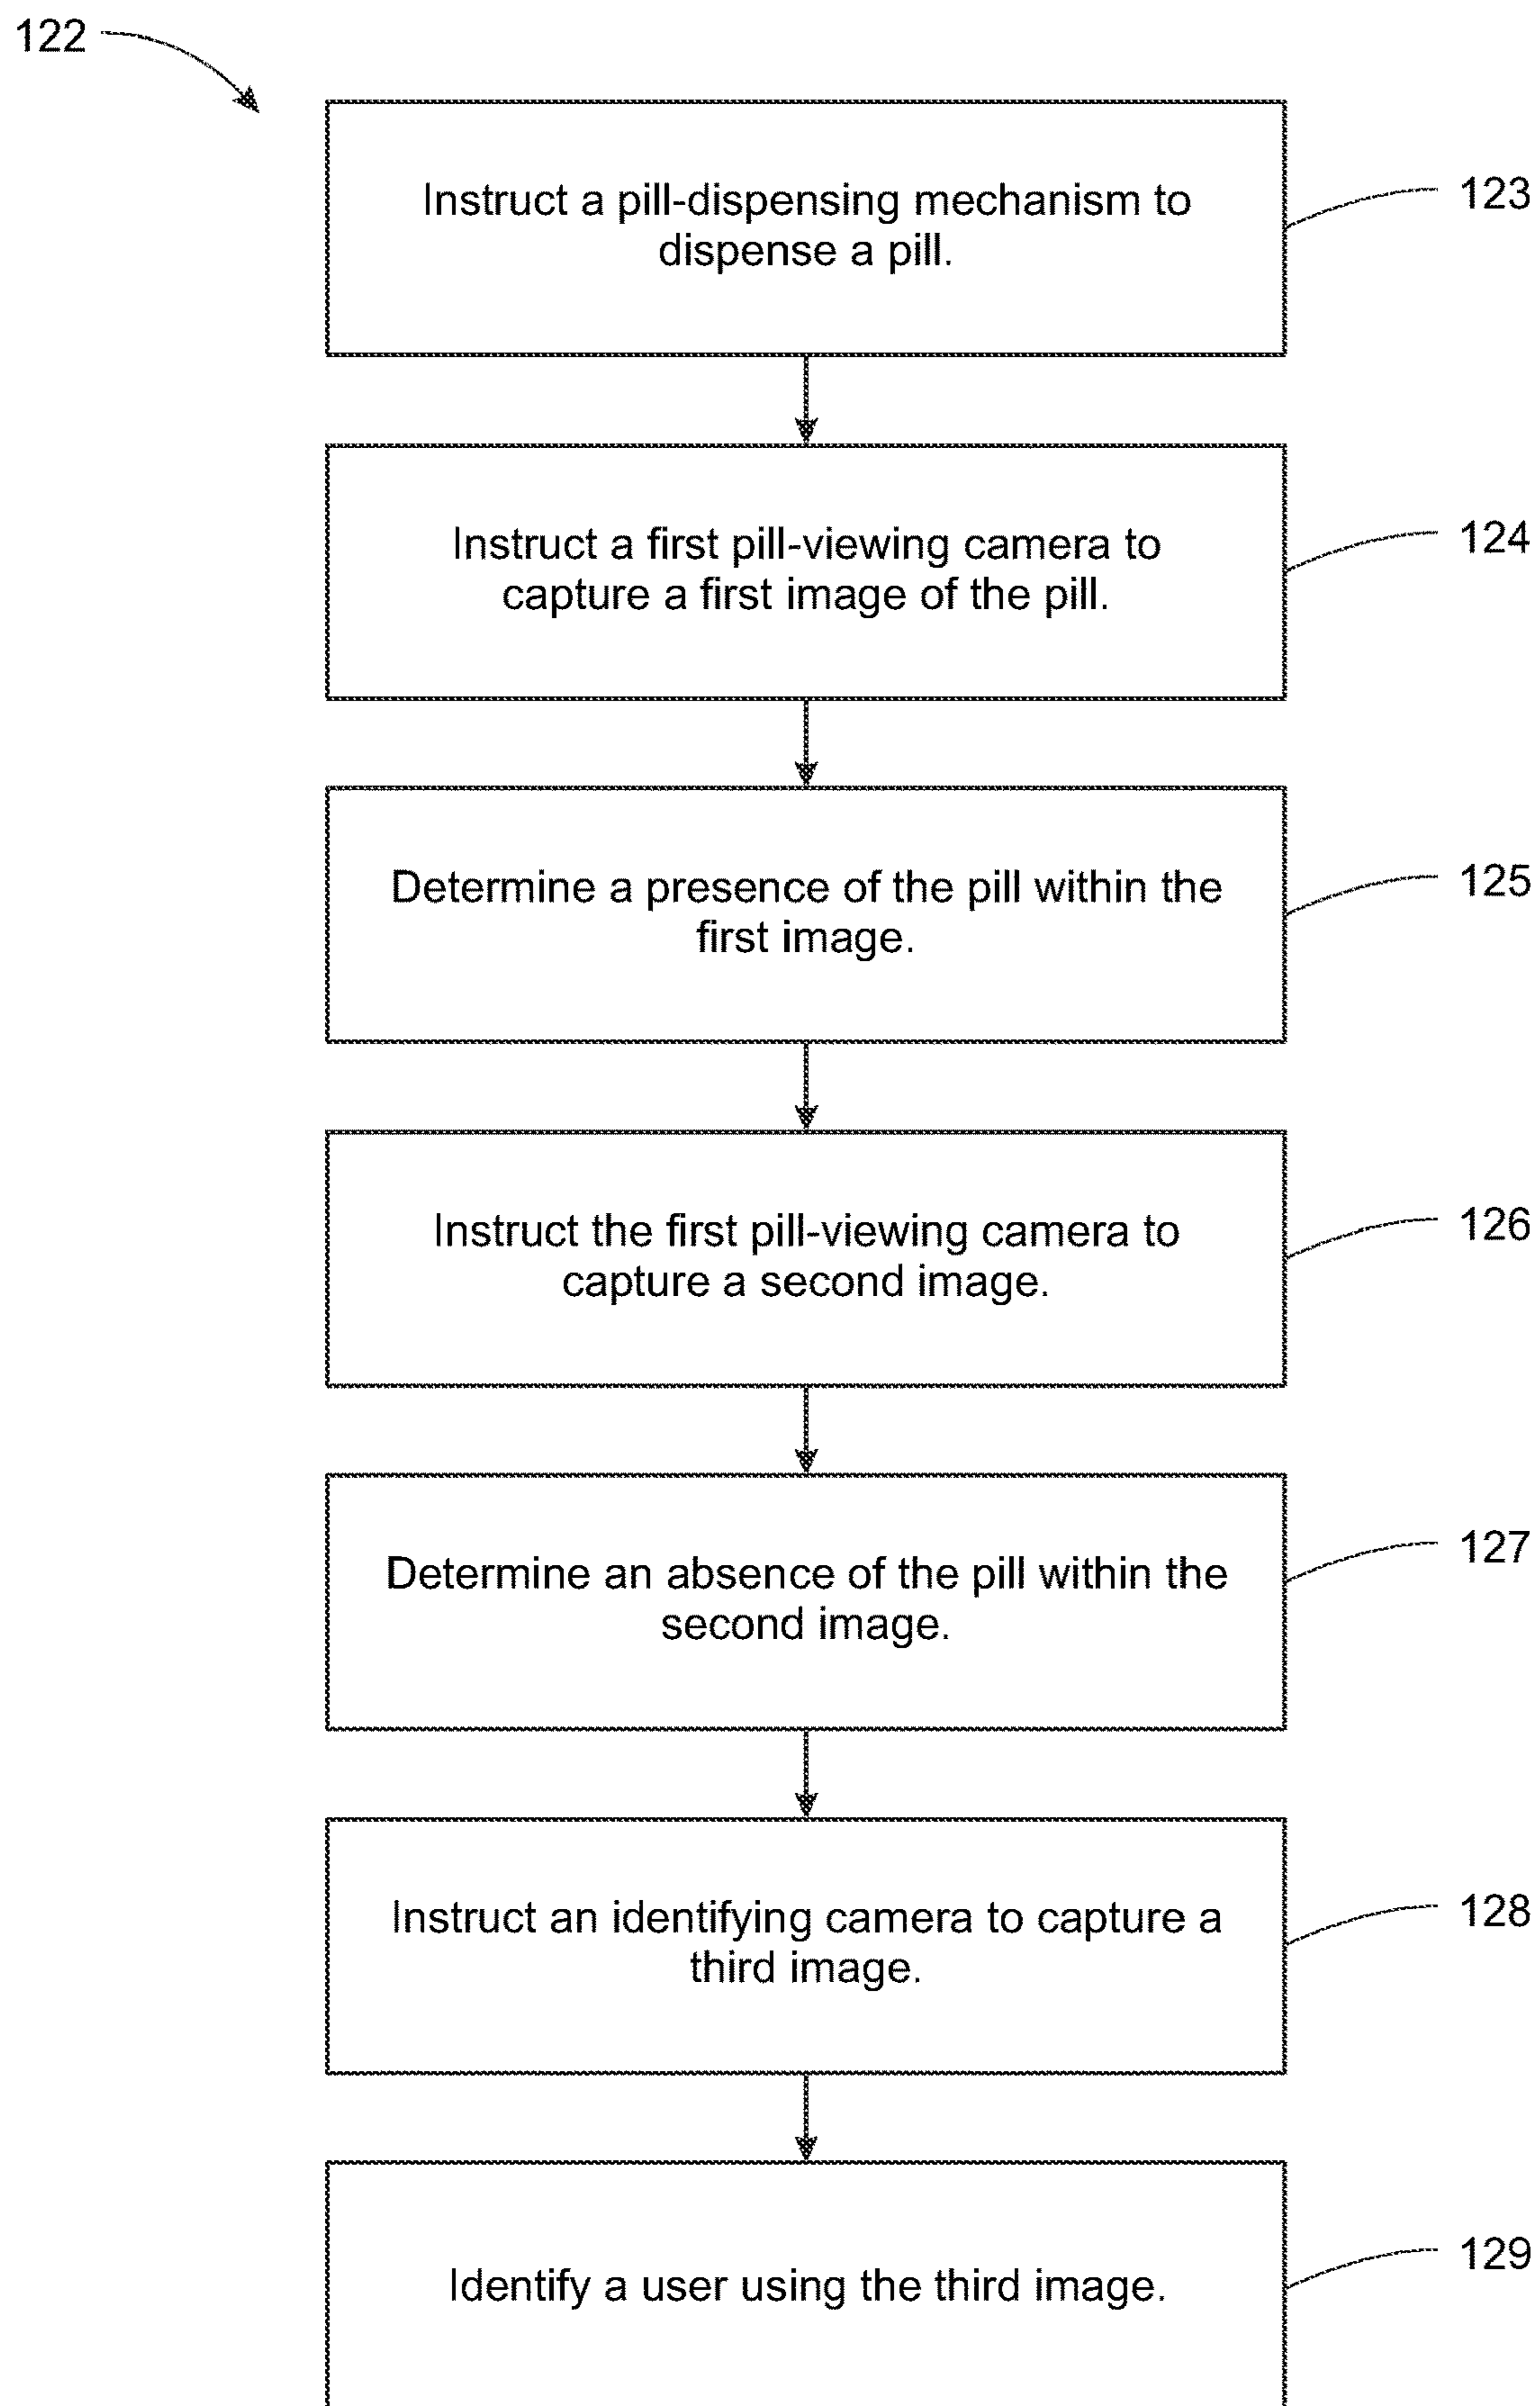 122
Instruct a pill-dispensing mechanism to
dispense a pill.
123
Instruct a first pill-viewing camera to
capture a first image of the pill.
124
Determine a presence of the pill within the
first image.
125
Instruct the first pill-viewing camera to
capture a second image.
126
Determine an absence of the pill within the
second image.
127
Instruct an identifying camera to capture a
third image.
128
Identify a user using the third image.
129